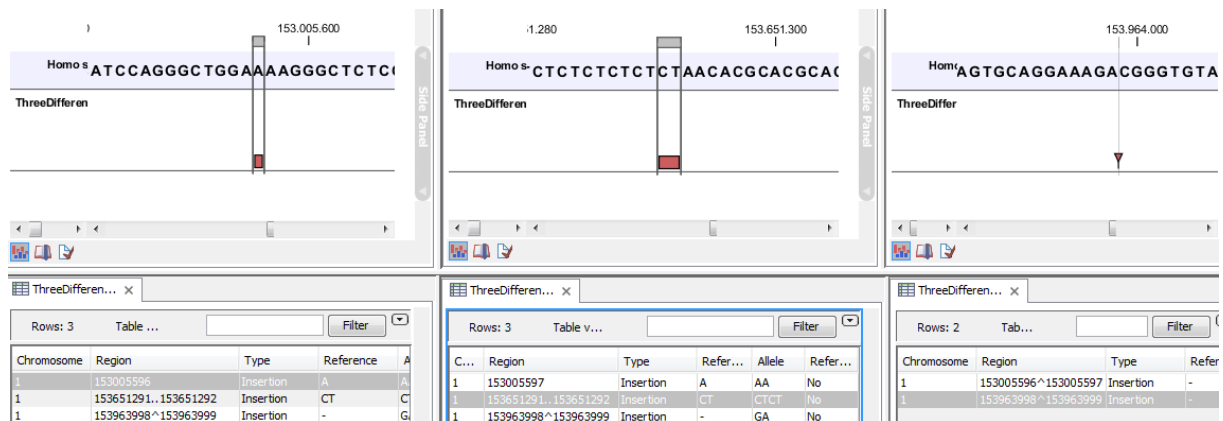 153.005.600
Homo s
ATCCAGGGCTGGAAAAGGGCTCTC
ThreeDifferen
Side Panel
1.280
153.651.300
Homo s
CTCTCTCTCTCTAACACGCACGCAC
ThreeDifferen
Side Panel
153.964.000
Homo
AGTGCAGGAAAGACGGGTGTA
ThreeDiffer
ThreeDifferen...
Rows: 3 Table ... Filter
Chromosome Region Type Reference A
1 153005596 Insertion A A
1 153651291..153651292 Insertion CT C
1 153963998^153963999 Insertion - G
ThreeDifferen...
Rows: 3 Table v... Filter
C... Region Type Refer... Allele Refer...
1 153005597 Insertion A AA No
1 153651291..153651292 Insertion CT CTCT No
1 153963998^153963999 Insertion - GA No
ThreeDifferen...
Rows: 2 Tab... Filter
Chromosome Region Type Refer
1 153005596^153005597 Insertion -
1 153963998^153963999 Insertion -